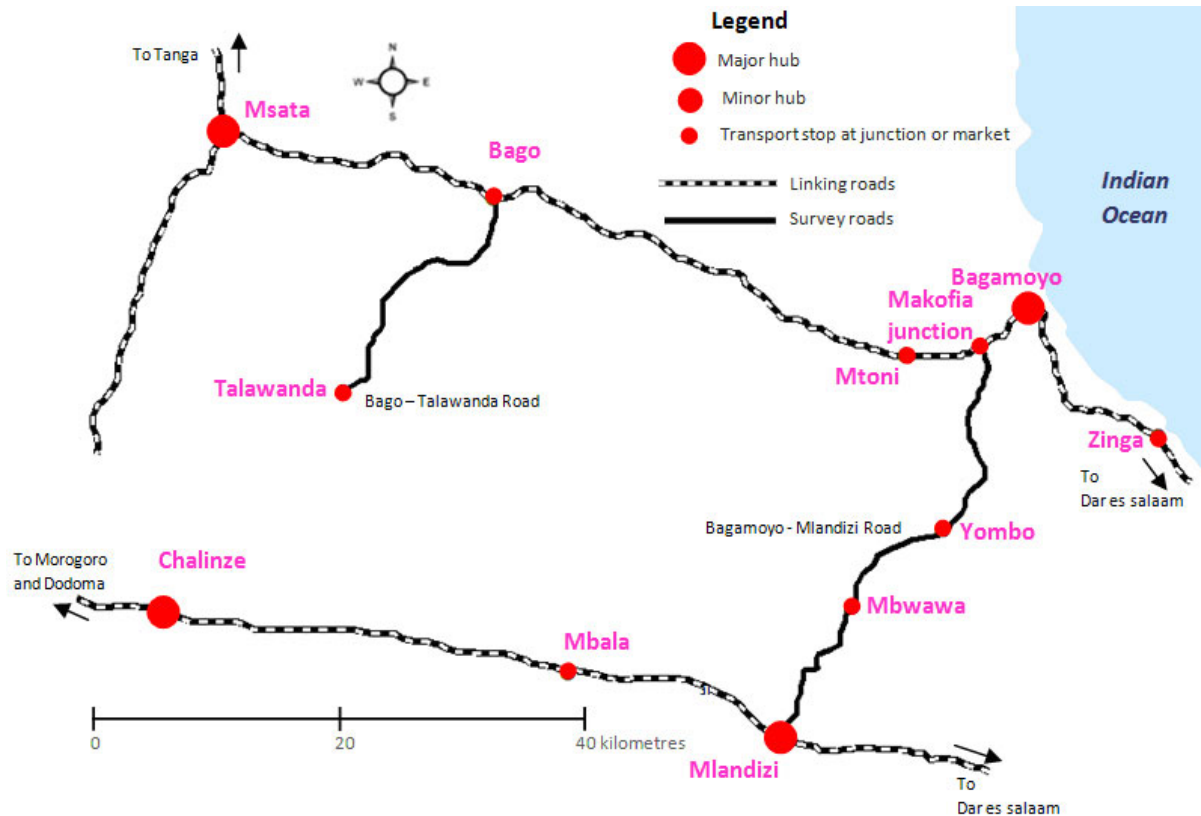 Legend
Major hub
Minor hub
Transport stop at junction or market
Linking roads
Survey roads
To Tanga
N
W
E
S
Msata
Bago
Indian
Ocean
Bagamoyo
Makofia
junction
Mtoni
Talawanda
Bago – Talawanda Road
Zinga
To
Dar es salaam
Bagamoyo - Mlandizi Road
Yombo
To Morogoro
and Dodoma
Chalinze
Mbwawa
Mbala
0
20
40 kilometres
Mlandizi
To
Dar es salaam